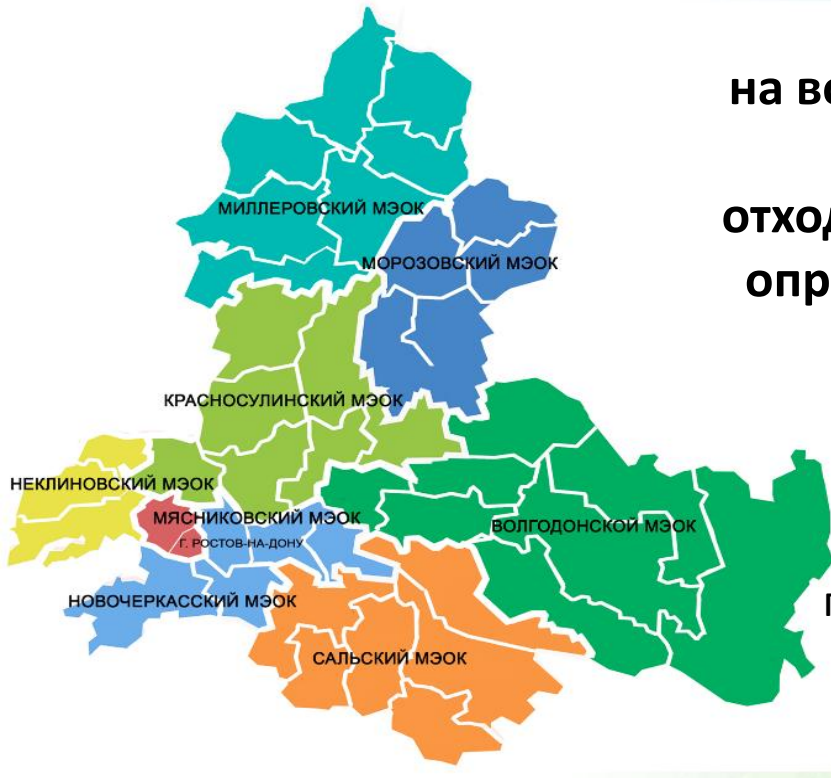 на во
отход
опр
МИЛЛЕРОВСКИЙ МЭОК
МОРОЗОВСКИЙ МЭОК
КРАСНОСУЛИНСКИЙ МЭОК
НЕКЛИНОВСКИЙ МЭОК
МЯСНИКОВСКИЙ МЭОК
ВОЛГОДОНСКОЙ МЭОК
Г. РОСТОВ-НА-ДОНУ
НОВОЧЕРКАССКИЙ МЭОК
САЛЬСКИЙ МЭОК